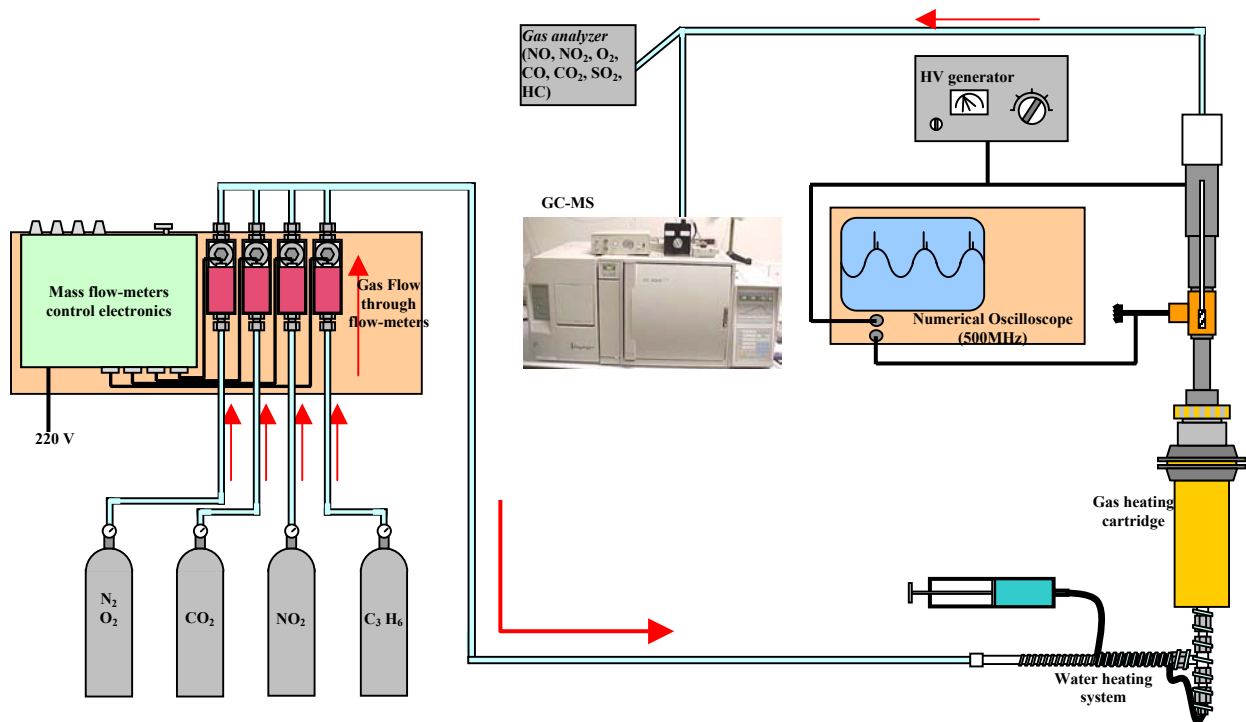 Gas analyzer
(NO, NO₂, O₂,
CO, CO₂, SO₂,
HC)
HV generator
GC-MS
Mass flow-meters
control electronics
Gas Flow
through
flow-meters
Numerical Oscilloscope
(500MHz)
220 V
Gas heating
cartridge
N₂
O₂
CO₂
NO₂
C₃ H₆
Water heating
system